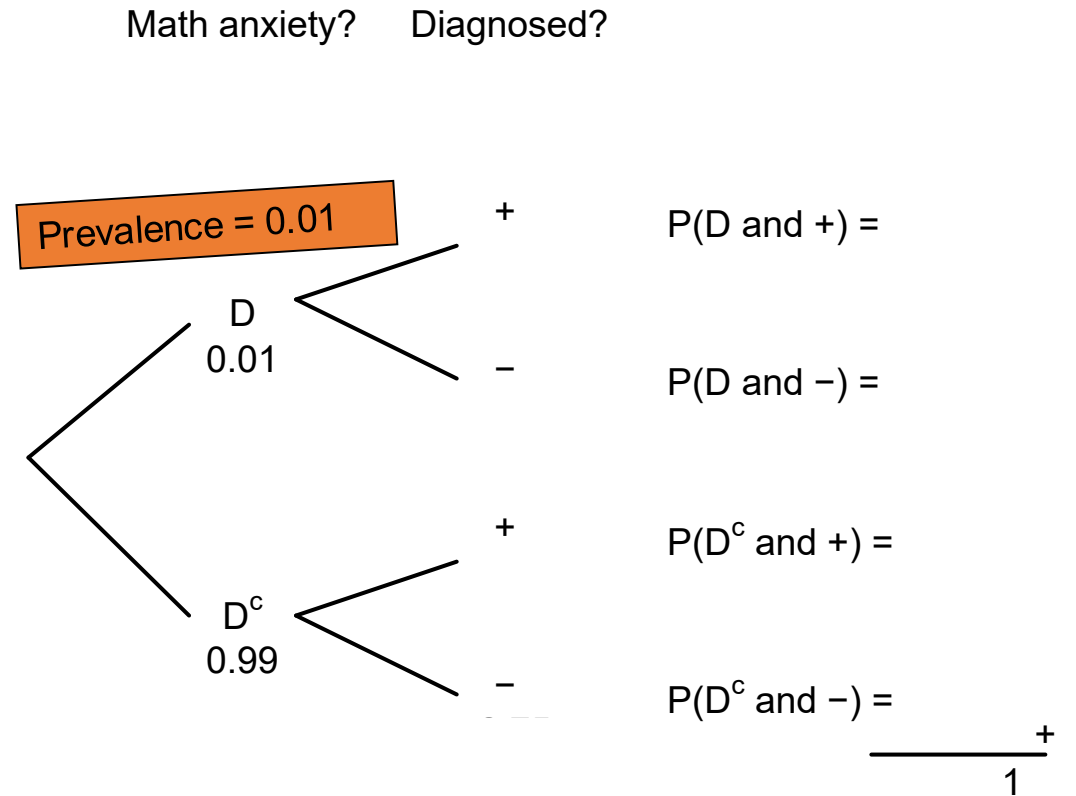 Math anxiety? Diagnosed?
Prevalence = 0.01
+ P(D and +) =
D
0.01
− P(D and −) =
+ P(Dᶜ and +) =
Dᶜ
0.99
− P(Dᶜ and −) =
+
1